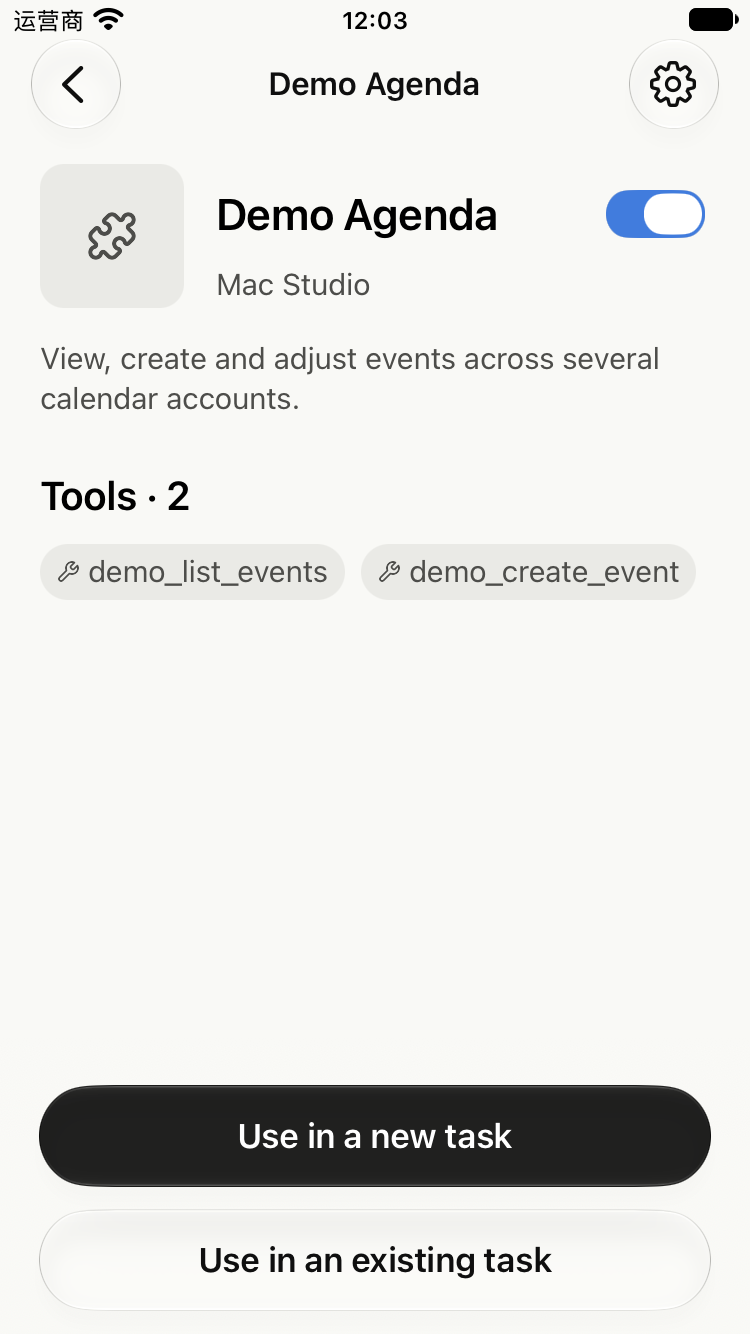 运营商
12:03
Demo Agenda
Demo Agenda
Mac Studio
View, create and adjust events across several
calendar accounts.
Tools · 2
demo_list_events
demo_create_event
Use in a new task
Use in an existing task